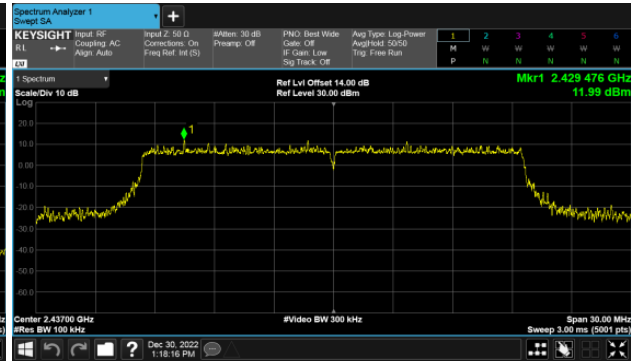 Spectrum Analyzer 1
Swept SA
+
KEYSIGHT Input: RF Input Z: 50 Ω #Atten: 30 dB PNO: Best Wide Avg Type: Log-Power 1 2 3 4 5 6
RL Coupling: AC Corrections: On Preamp: Off Gate: Off Avg|Hold: 50/50 M W W W W W
Align: Auto Freq Ref: Int (S) IF Gain: Low Trig: Free Run
Sig Track: Off P N N N N N
LXI
1 Spectrum
Scale/Div 10 dB
Ref Lvl Offset 14.00 dB
Ref Level 30.00 dBm
Mkr1 2.429 476 GHz
11.99 dBm
Log
20.0
10.0
0.00
-10.0
-20.0
-30.0
-40.0
-50.0
-60.0
1
Center 2.43700 GHz #Video BW 300 kHz Span 30.00 MHz
#Res BW 100 kHz Sweep 3.00 ms (5001 pts)
? Dec 30, 2022
1:18:16 PM